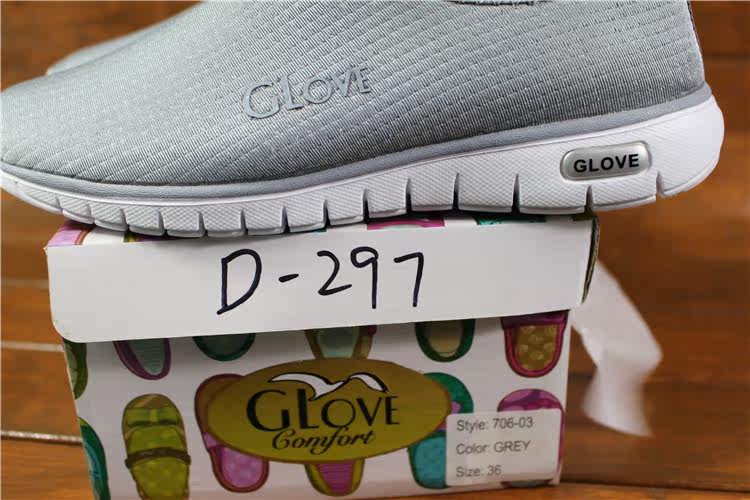 GLOVE
GLOVE
D-297
GLOVE
Comfort
Style: 706-03
Color: GREY
Size: 36